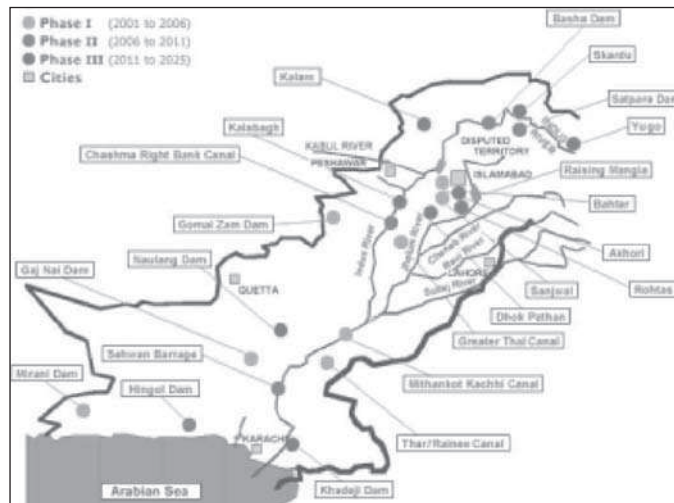 Phase I (2001 to 2006)
Phase II (2006 to 2011)
Phase III (2011 to 2025)
Cities
Basha Dam
Skardu
Kalam
Satpara Dam
Kalabagh
INDUS RIVER
Yugo
KABUL RIVER
DISPUTED TERRITORY
Chashma Right Bank Canal
PESHAWAR
ISLAMABAD
Raising Mangla
Bahter
Gomal Zam Dam
Indus River
Jhelum River
Chenab River
Ravi River
Akhori
Naulang Dam
Gaj Nai Dam
LAHORE
Sutlej River
Sanjwal
Rohtas
QUETTA
Dhok Pathan
Greater Thal Canal
Sehwan Barrage
Mithankot Kachhi Canal
Mirani Dam
Hingol Dam
Thar/Rainee Canal
KARACHI
Arabian Sea
Khadeji Dam